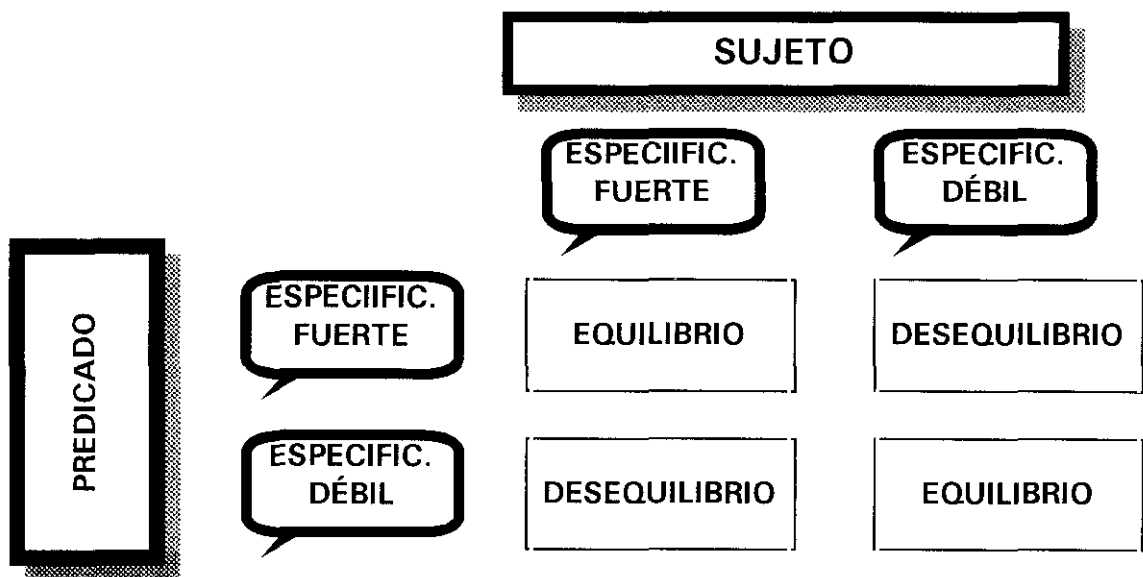 SUJETO
ESPECIIFIC.
FUERTE
ESPECIFIC.
DÉBIL
PREDICADO
ESPECIIFIC.
FUERTE
EQUILIBRIO
DESEQUILIBRIO
ESPECIFIC.
DÉBIL
DESEQUILIBRIO
EQUILIBRIO